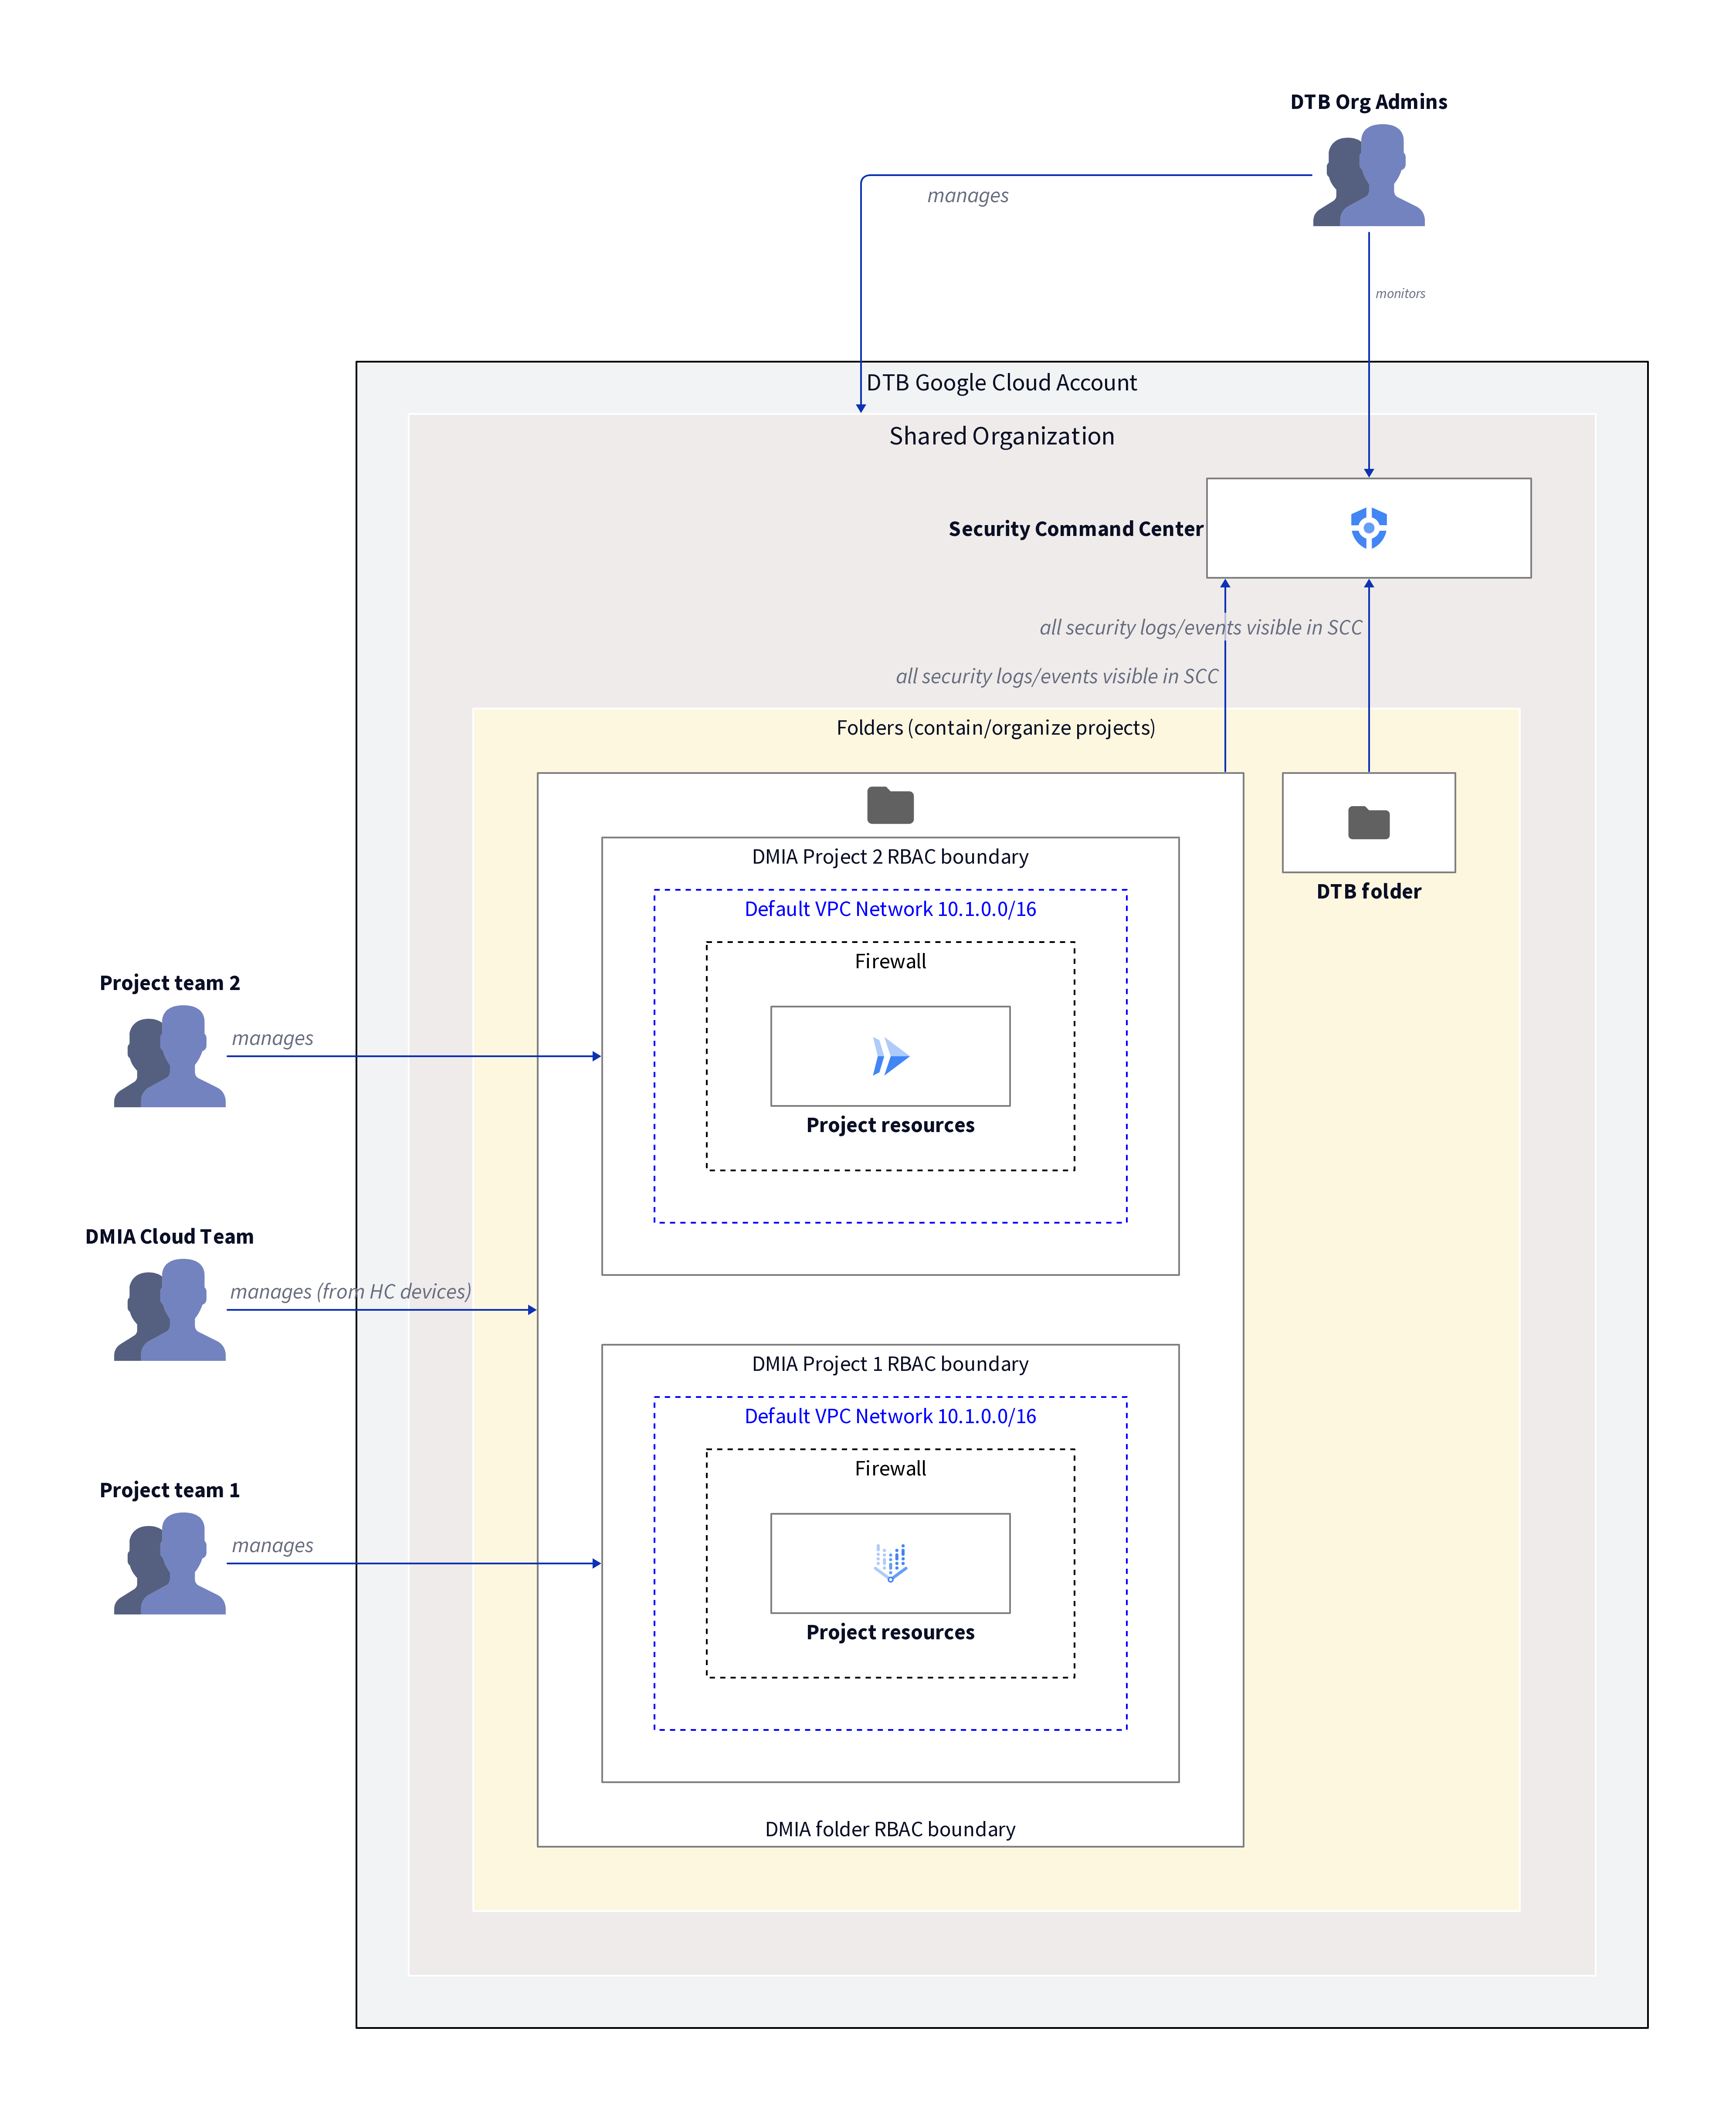 DTB Org Admins
manages
monitors
DTB Google Cloud Account
Shared Organization
Security Command Center
all security logs/events visible in SCC
all security logs/events visible in SCC
Folders (contain/organize projects)
DMIA Project 2 RBAC boundary
DTB folder
Default VPC Network 10.1.0.0/16
Firewall
Project team 2
manages
Project resources
DMIA Cloud Team
manages (from HC devices)
DMIA Project 1 RBAC boundary
Default VPC Network 10.1.0.0/16
Firewall
Project team 1
manages
Project resources
DMIA folder RBAC boundary